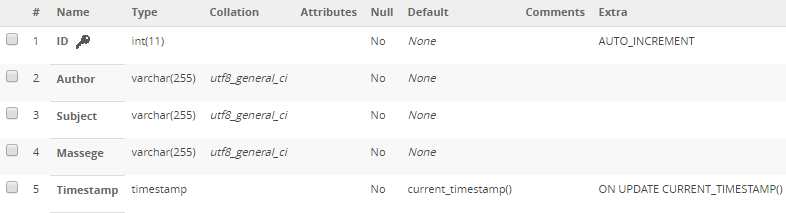 # Name Type Collation Attributes Null Default Comments Extra
1 ID int(11) No None AUTO_INCREMENT
2 Author varchar(255) utf8_general_ci No None
3 Subject varchar(255) utf8_general_ci No None
4 Massege varchar(255) utf8_general_ci No None
5 Timestamp timestamp No current_timestamp() ON UPDATE CURRENT_TIMESTAMP()